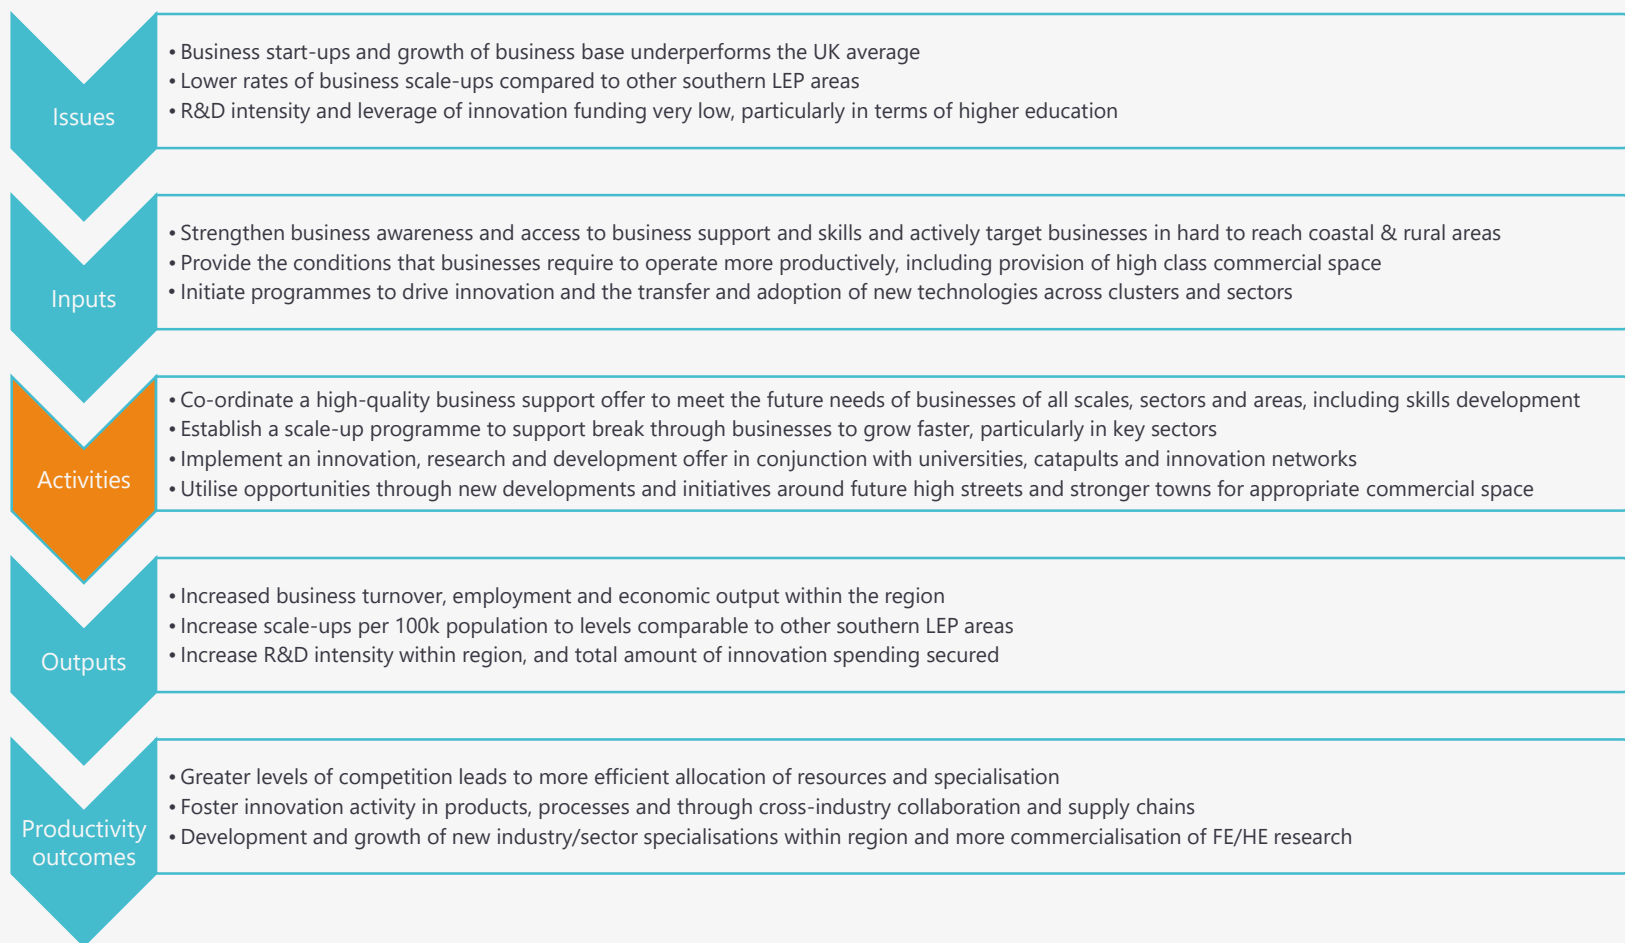 Issues
• Business start-ups and growth of business base underperforms the UK average
• Lower rates of business scale-ups compared to other southern LEP areas
• R&D intensity and leverage of innovation funding very low, particularly in terms of higher education
Inputs
• Strengthen business awareness and access to business support and skills and actively target businesses in hard to reach coastal & rural areas
• Provide the conditions that businesses require to operate more productively, including provision of high class commercial space
• Initiate programmes to drive innovation and the transfer and adoption of new technologies across clusters and sectors
Activities
• Co-ordinate a high-quality business support offer to meet the future needs of businesses of all scales, sectors and areas, including skills development
• Establish a scale-up programme to support break through businesses to grow faster, particularly in key sectors
• Implement an innovation, research and development offer in conjunction with universities, catapults and innovation networks
• Utilise opportunities through new developments and initiatives around future high streets and stronger towns for appropriate commercial space
Outputs
• Increased business turnover, employment and economic output within the region
• Increase scale-ups per 100k population to levels comparable to other southern LEP areas
• Increase R&D intensity within region, and total amount of innovation spending secured
Productivity
outcomes
• Greater levels of competition leads to more efficient allocation of resources and specialisation
• Foster innovation activity in products, processes and through cross-industry collaboration and supply chains
• Development and growth of new industry/sector specialisations within region and more commercialisation of FE/HE research